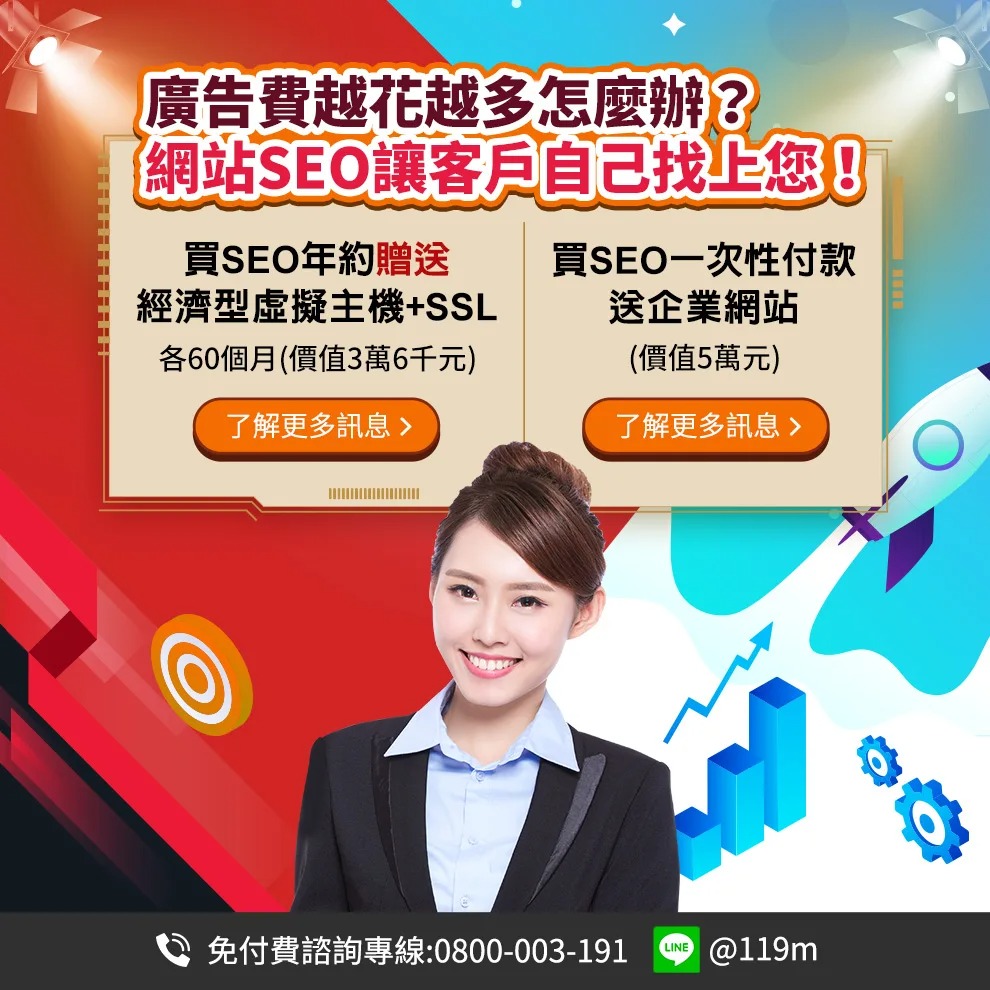 廣告費越花越多怎麼辦？
網站SEO讓客戶自己找上您！
買SEO年約贈送
經濟型虛擬主機+SSL
各60個月(價值3萬6千元)
了解更多訊息 >
買SEO一次性付款
送企業網站
(價值5萬元)
了解更多訊息 >
免付費諮詢專線:0800-003-191
LINE @119m